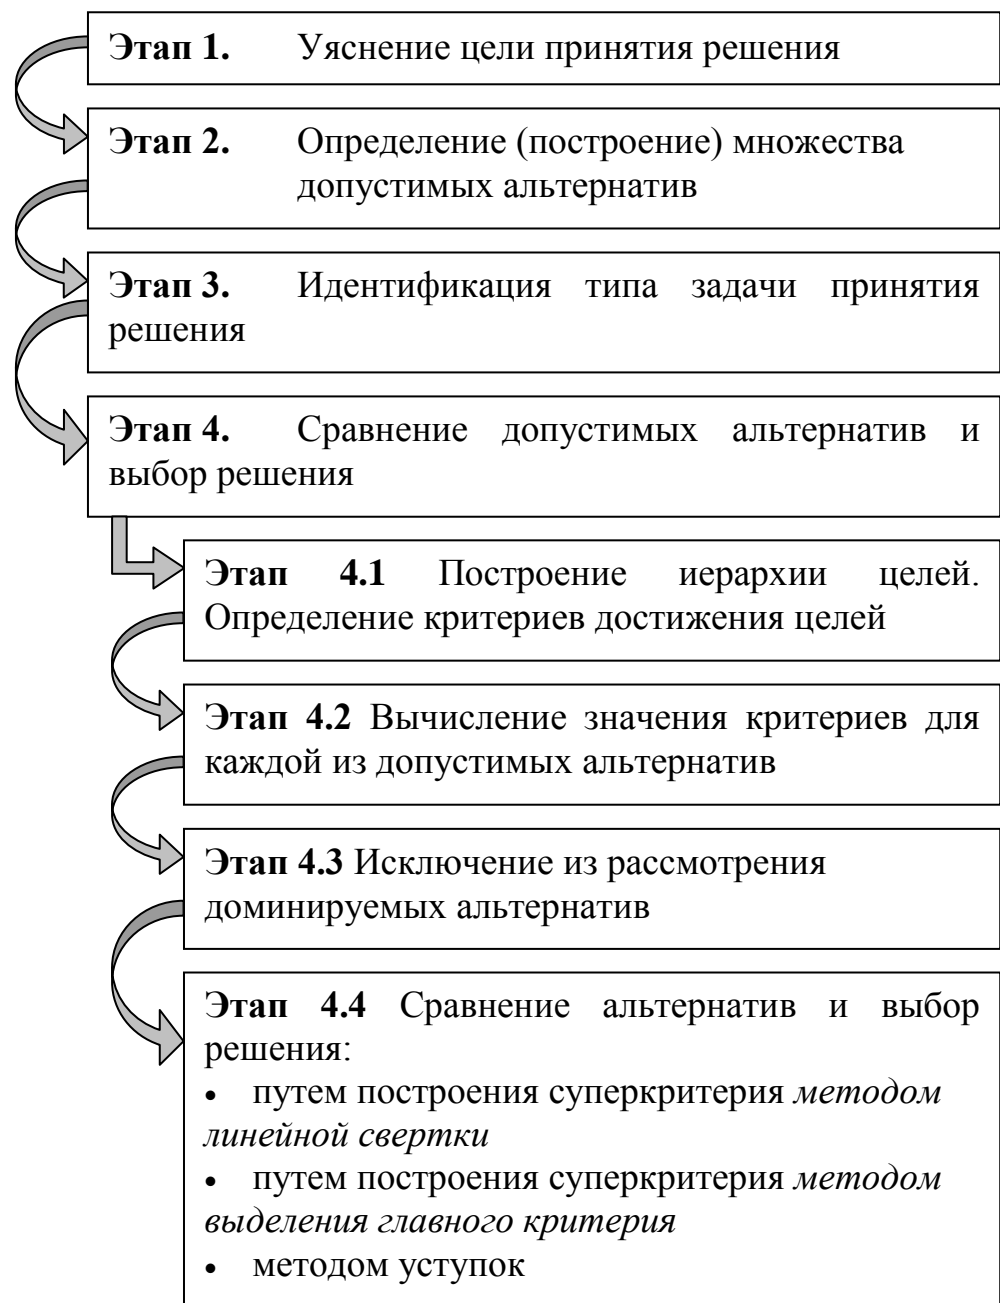 Этап 1. Уяснение цели принятия решения
Этап 2. Определение (построение) множества
допустимых альтернатив
Этап 3. Идентификация типа задачи принятия
решения
Этап 4. Сравнение допустимых альтернатив и
выбор решения
Этап 4.1 Построение иерархии целей.
Определение критериев достижения целей
Этап 4.2 Вычисление значения критериев для
каждой из допустимых альтернатив
Этап 4.3 Исключение из рассмотрения
доминируемых альтернатив
Этап 4.4 Сравнение альтернатив и выбор
решения:
• путем построения суперкритерия методом
линейной свертки
• путем построения суперкритерия методом
выделения главного критерия
• методом уступок